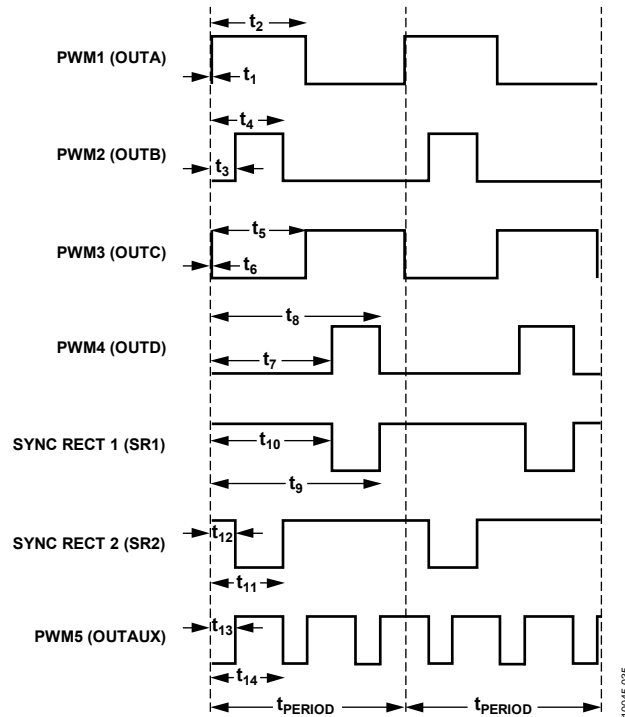 t2
PWM1 (OUTA)
t1
t4
PWM2 (OUTB)
t3
t5
PWM3 (OUTC)
t6
t8
PWM4 (OUTD)
t7
SYNC RECT 1 (SR1)
t10
t9
SYNC RECT 2 (SR2)
t12
t11
PWM5 (OUTAUX)
t13
t14
tPERIOD tPERIOD